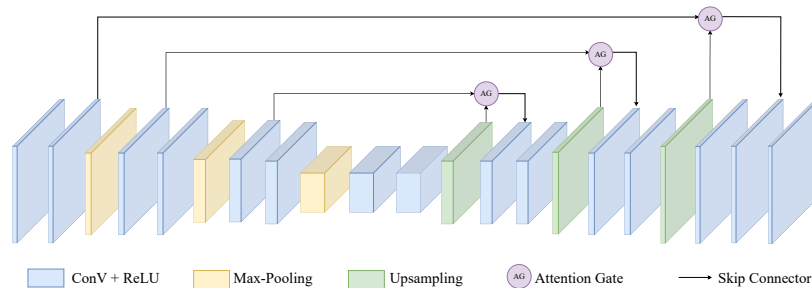 AG
AG
AG
ConV + ReLU
Max-Pooling
Upsampling
AG
Attention Gate
Skip Connector